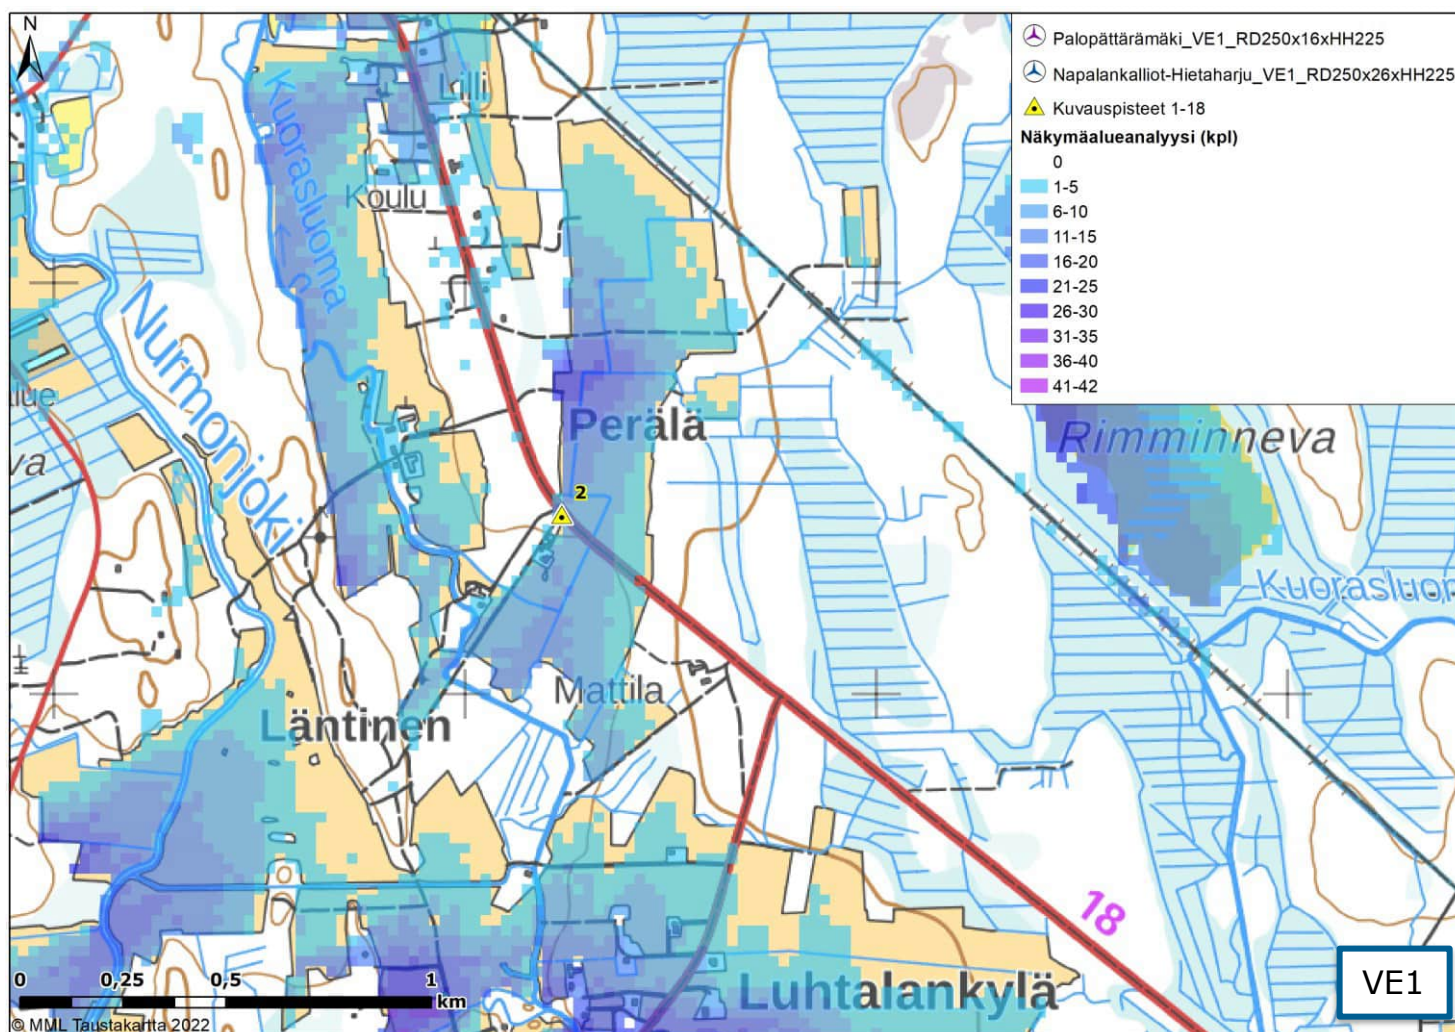 N
Palopättärämäki_VE1_RD250x16xHH225
Napalankalliot-Hietaharju_VE1_RD250x26xHH225
Kuvauspisteet 1-18
Näkymäalueanalyysi (kpl)
0
1-5
6-10
11-15
16-20
21-25
26-30
31-35
36-40
41-42
Lilli
Kuorasluoma
Koulu
Nurmonjoki
lue
va
Perälä
Rimminneva
2
Kuorasluom
Mattila
Läntinen
18
Luhtalankylä
0 0,25 0,5 1
km
VE1
© MML Taustakartta 2022